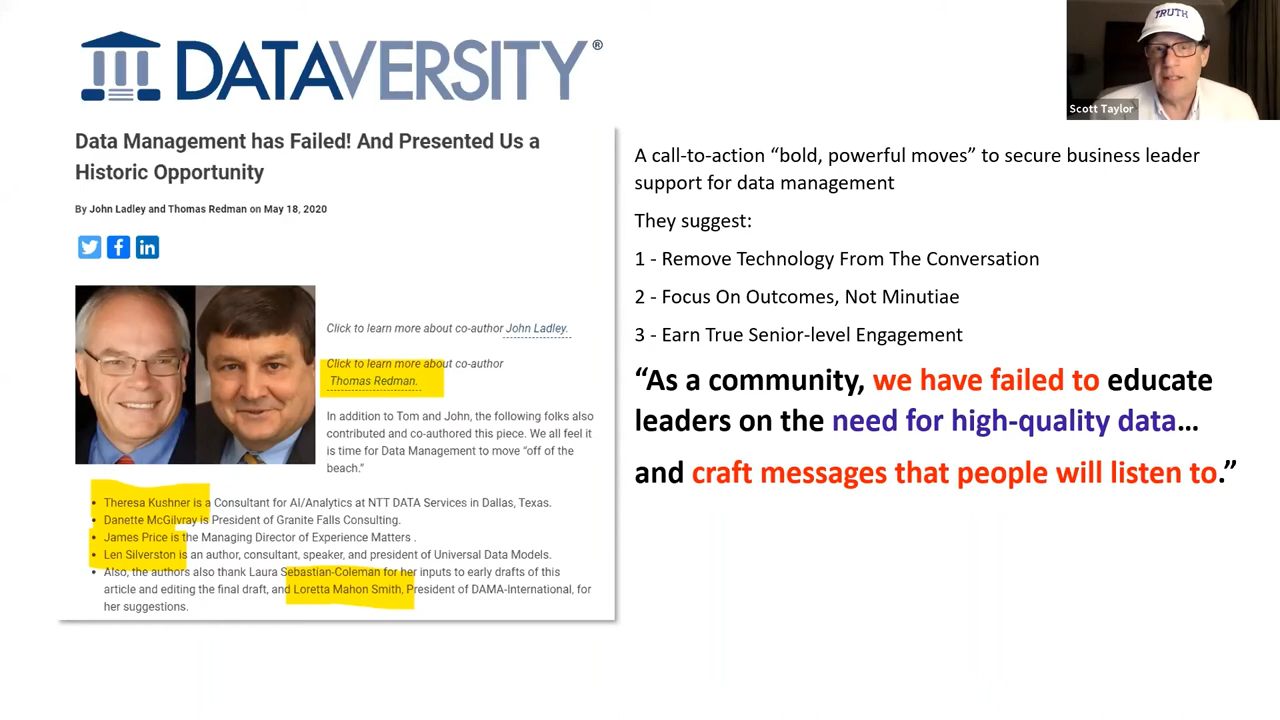 DATAVERSITY®
Data Management has Failed! And Presented Us a
Historic Opportunity
By John Ladley and Thomas Redman on May 18, 2020
Click to learn more about co-author John Ladley.
Click to learn more about co-author
Thomas Redman.
In addition to Tom and John, the following folks also
contributed and co-authored this piece. We all feel it
is time for Data Management to move “off of the
beach.”
• Theresa Kushner is a Consultant for AI/Analytics at NTT DATA Services in Dallas, Texas.
• Danette McGilvray is President of Granite Falls Consulting.
• James Price is the Managing Director of Experience Matters .
• Len Silverston is an author, consultant, speaker, and president of Universal Data Models.
• Also, the authors also thank Laura Sebastian-Coleman for her inputs to early drafts of this
article and editing the final draft, and Loretta Mahon Smith, President of DAMA-International, for
her suggestions.
TRUTH
Scott Taylor
A call-to-action “bold, powerful moves” to secure business leader
support for data management
They suggest:
1 - Remove Technology From The Conversation
2 - Focus On Outcomes, Not Minutiae
3 - Earn True Senior-level Engagement
“As a community, we have failed to educate
leaders on the need for high-quality data…
and craft messages that people will listen to.”